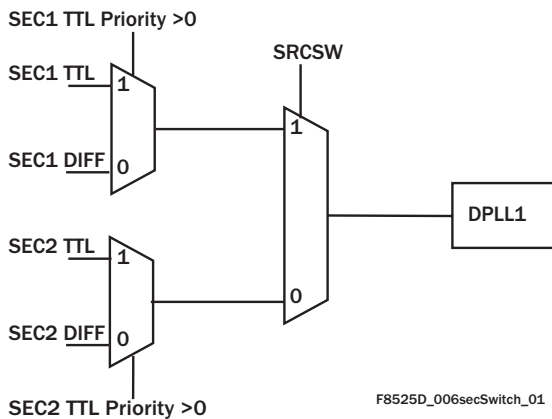 SEC1 TTL Priority >0
SRCSW
SEC1 TTL
1
1
SEC1 DIFF
0
DPLL1
SEC2 TTL
1
0
SEC2 DIFF
0
SEC2 TTL Priority >0
F8525D_006secSwitch_01